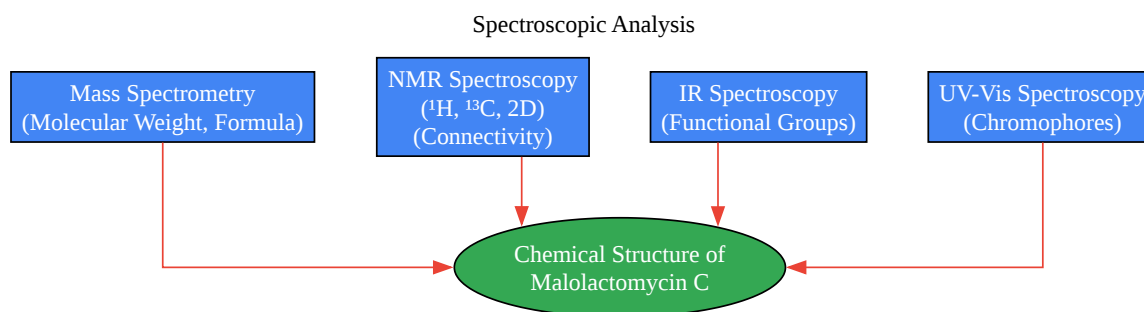 Spectroscopic Analysis
Mass Spectrometry
(Molecular Weight, Formula)
NMR Spectroscopy
(¹H, ¹³C, 2D)
(Connectivity)
IR Spectroscopy
(Functional Groups)
UV-Vis Spectroscopy
(Chromophores)
Chemical Structure of
Malolactomycin C